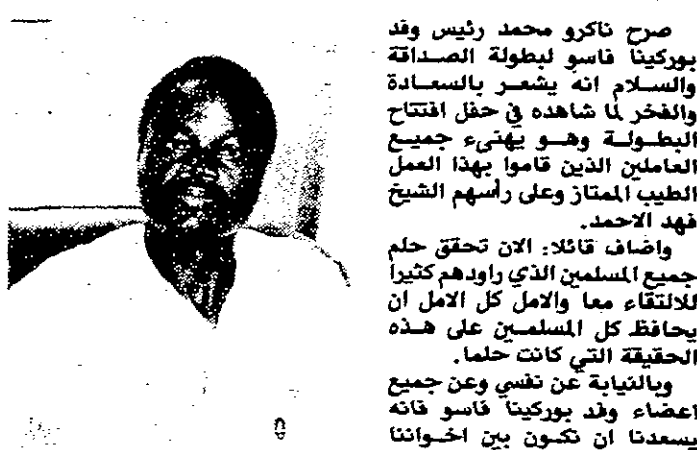 صرح ناكرو محمد رئيس وفد
بوركينا فاسو لبطولة الصداقة
والسلام انه يشعر بالسعادة
والفخر لما شاهده في حفل افتتاح
البطولة وهو يهنىء جميع
العاملين الذين قاموا بهذا العمل
الطيب الممتاز وعلى رأسهم الشيخ
فهد الاحمد.
واضاف قائلا: الان تحقق حلم
جميع المسلمين الذي راودهم كثيرا
للالتقاء معا والامل كل الامل ان
يحافظ كل المسلمين على هذه
الحقيقة التي كانت حلما.
وبالنيابة عن نفسي وعن جميع
اعضاء وفد بوركينا فاسو فانه
يسعدنا ان نكون بين اخواننا